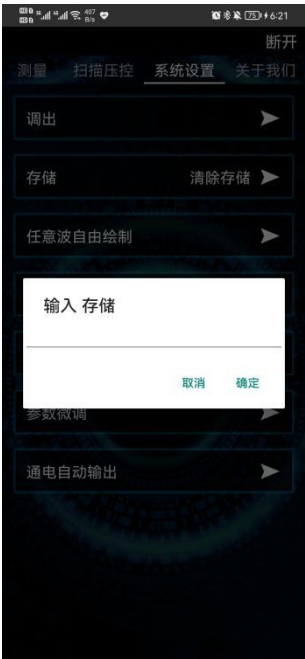 407 B/s 75 6:21
断开
测量 扫描压控 系统设置 关于我们
调出
存储 清除存储
任意波自由绘制
输入 存储
取消 确定
参数微调
通电自动输出